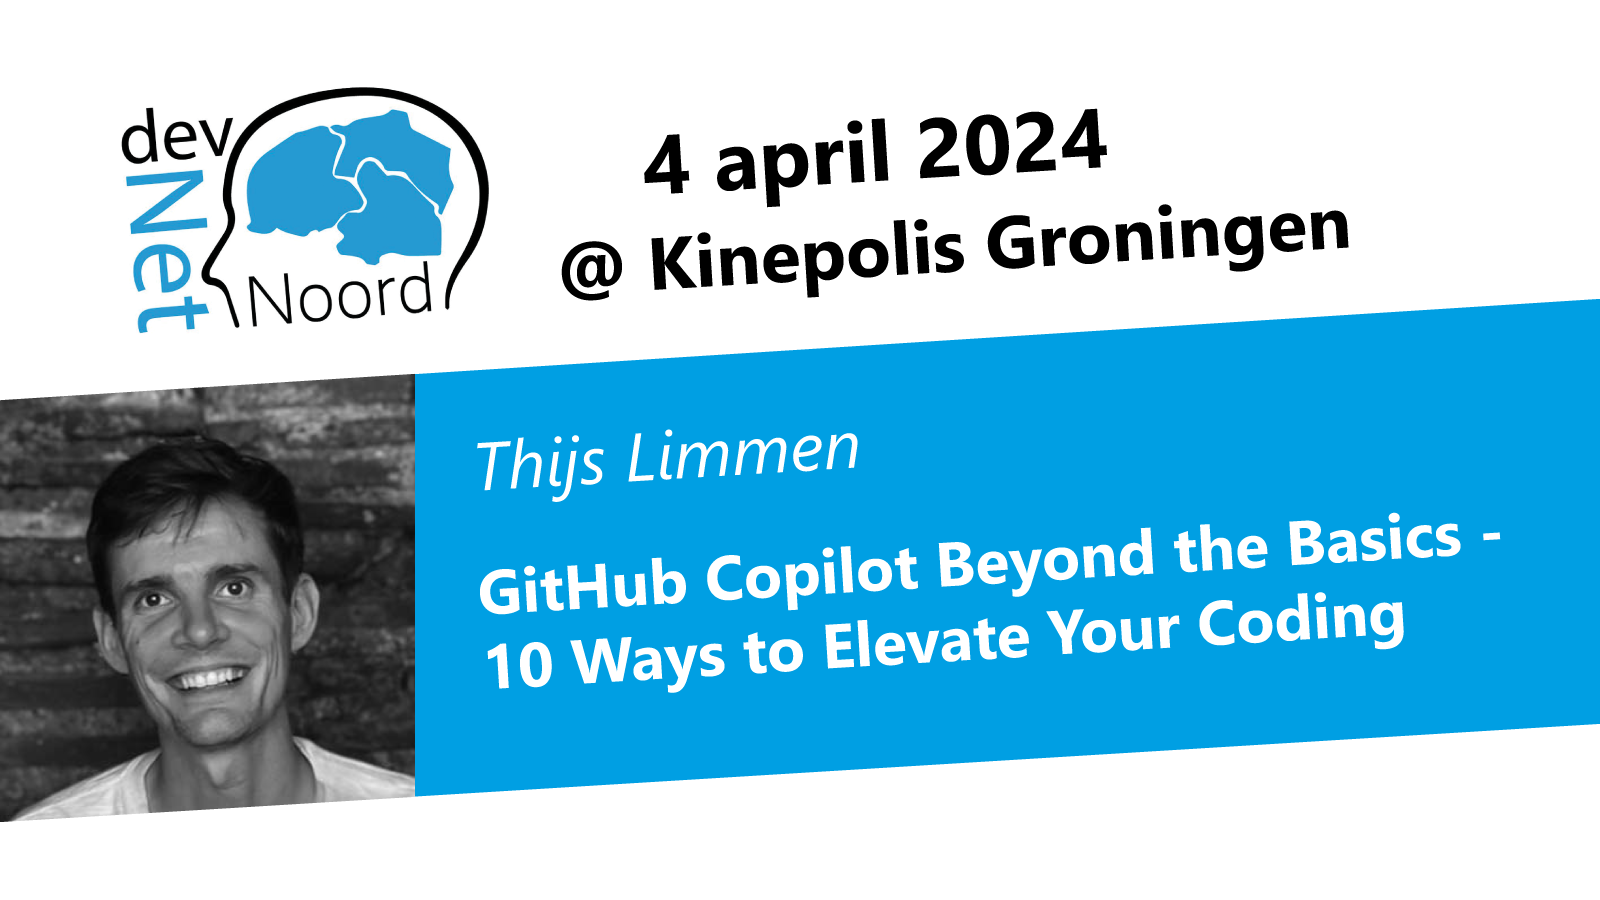 dev
Net
Noord
4 april 2024
@ Kinepolis Groningen
Thijs Limmen
GitHub Copilot Beyond the Basics -
10 Ways to Elevate Your Coding